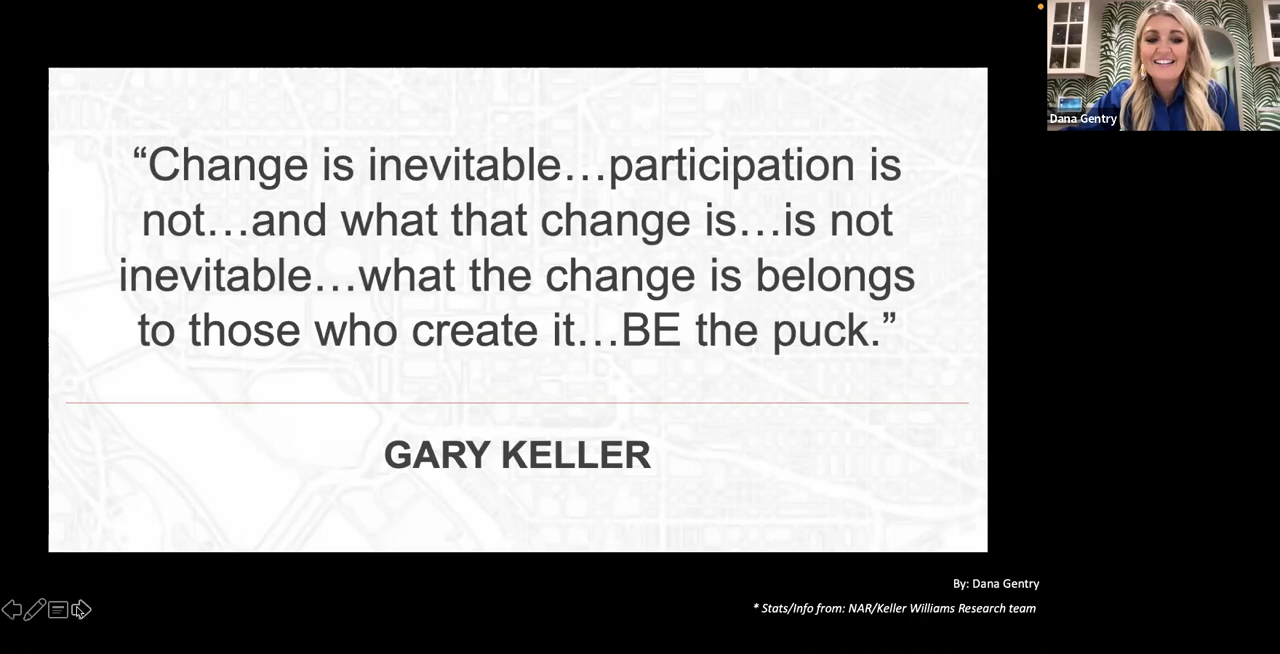 “Change is inevitable…participation is
not…and what that change is…is not
inevitable…what the change is belongs
to those who create it…BE the puck.”
GARY KELLER
Dana Gentry
By: Dana Gentry
* Stats/Info from: NAR/Keller Williams Research team